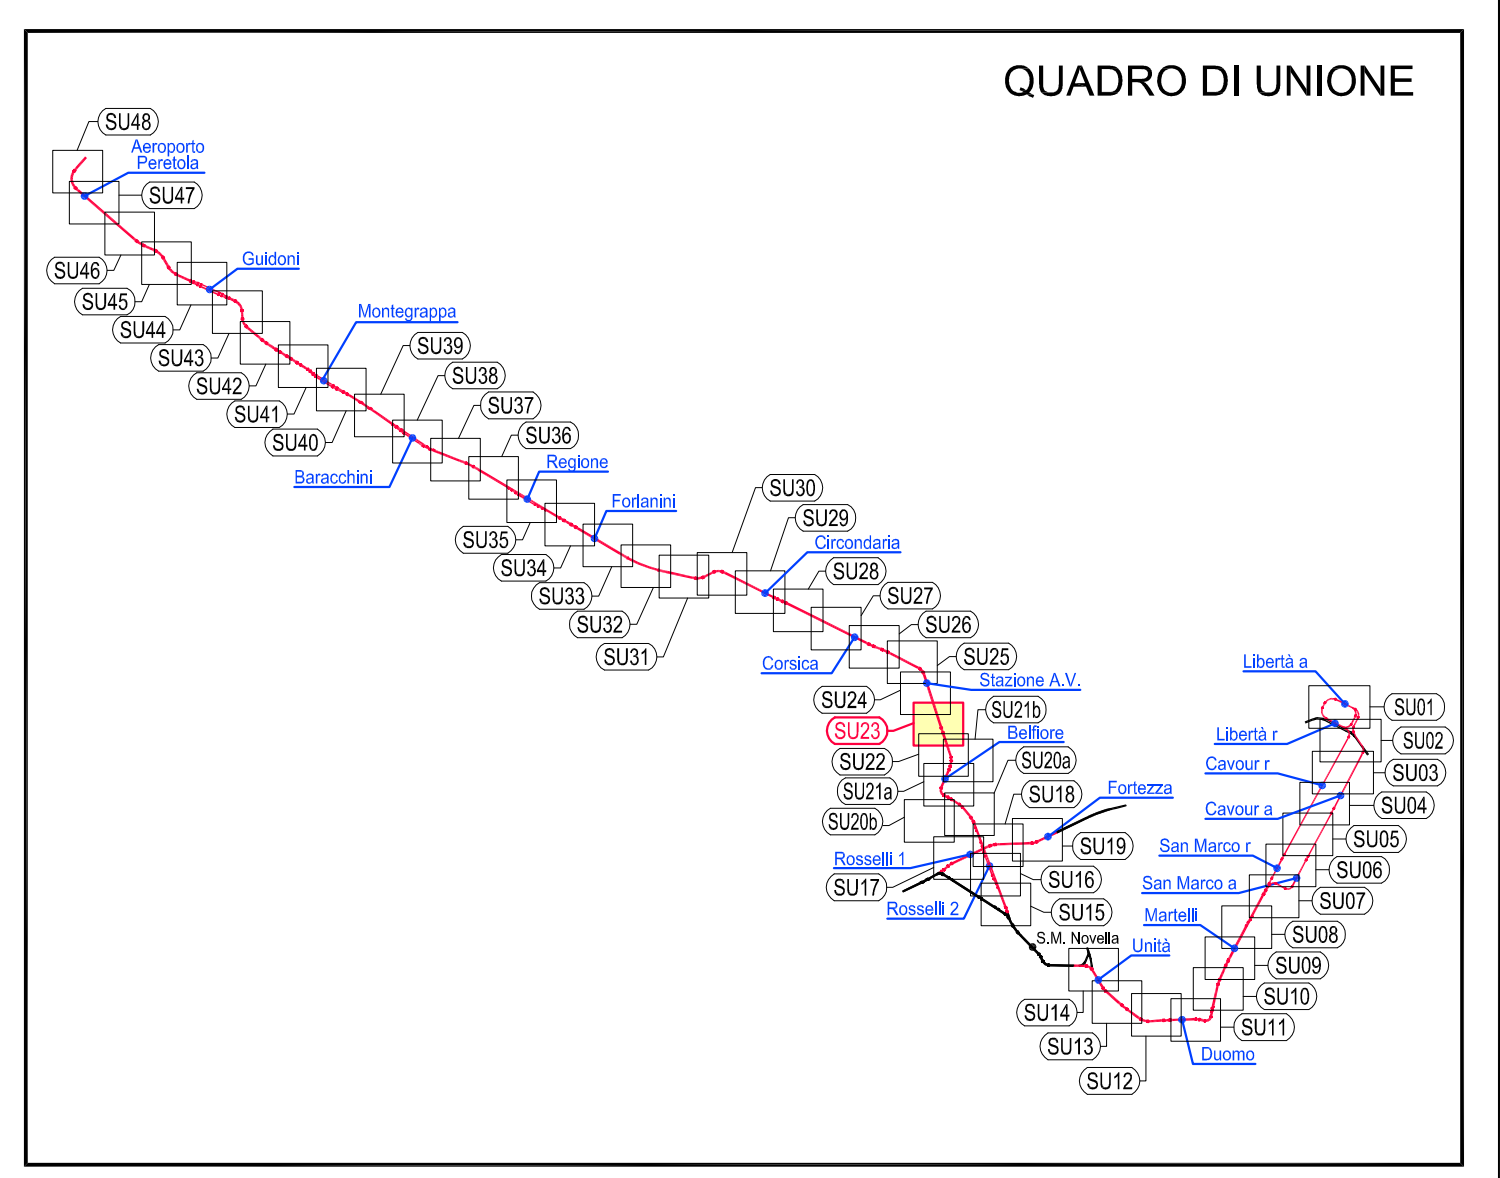 QUADRO DI UNIONE
SU48
Aeroporto
Peretola
SU47
SU46
Guidoni
SU45
SU44
Montegrappa
SU43
SU39
SU42
SU38
SU41
SU37
SU40
SU36
Baracchini
Regione
SU30
Forlanini
SU29
SU35
Circondaria
SU34
SU28
SU33
SU27
SU32
SU26
SU31
SU25
Corsica
Libertà a
Stazione A.V.
SU24
SU21b
SU01
SU23
Belfiore
Libertà r
SU02
SU22
SU20a
Cavour r
SU03
SU21a
SU18
Fortezza
SU20b
Cavour a
SU04
SU05
SU19
San Marco r
Rosselli 1
SU06
SU17
SU16
San Marco a
SU07
Rosselli 2
SU15
Martelli
SU08
S.M. Novella
Unità
SU09
SU10
SU14
SU11
SU13
Duomo
SU12